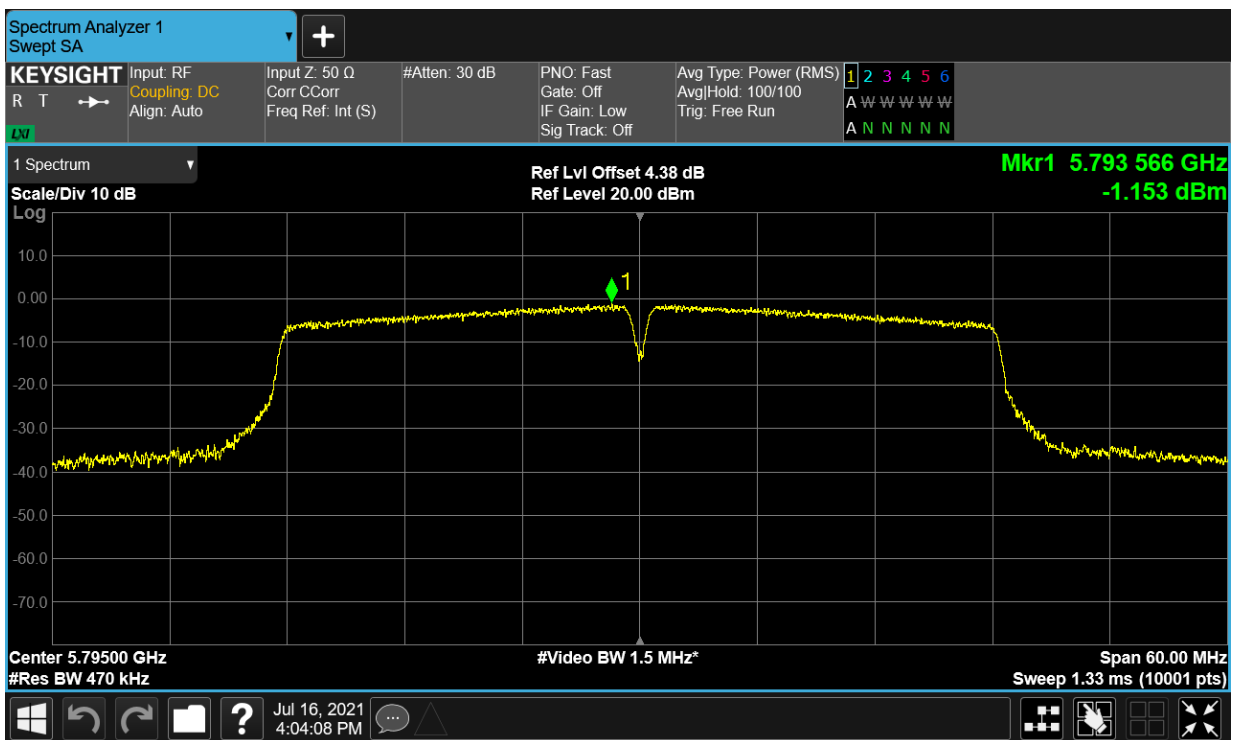 Spectrum Analyzer 1
Swept SA
▼
+
KEYSIGHT
R T
LXI
Input: RF
Coupling: DC
Align: Auto
Input Z: 50 Ω
Corr CCorr
Freq Ref: Int (S)
#Atten: 30 dB
PNO: Fast
Gate: Off
IF Gain: Low
Sig Track: Off
Avg Type: Power (RMS)
Avg|Hold: 100/100
Trig: Free Run
1 2 3 4 5 6
A W W W W W
A N N N N N
1 Spectrum ▼
Scale/Div 10 dB
Log
Ref Lvl Offset 4.38 dB
Ref Level 20.00 dBm
Mkr1 5.793 566 GHz
-1.153 dBm
10.0
0.00
-10.0
-20.0
-30.0
-40.0
-50.0
-60.0
-70.0
1
Center 5.79500 GHz
#Res BW 470 kHz
#Video BW 1.5 MHz*
Span 60.00 MHz
Sweep 1.33 ms (10001 pts)
?
Jul 16, 2021
4:04:08 PM
...